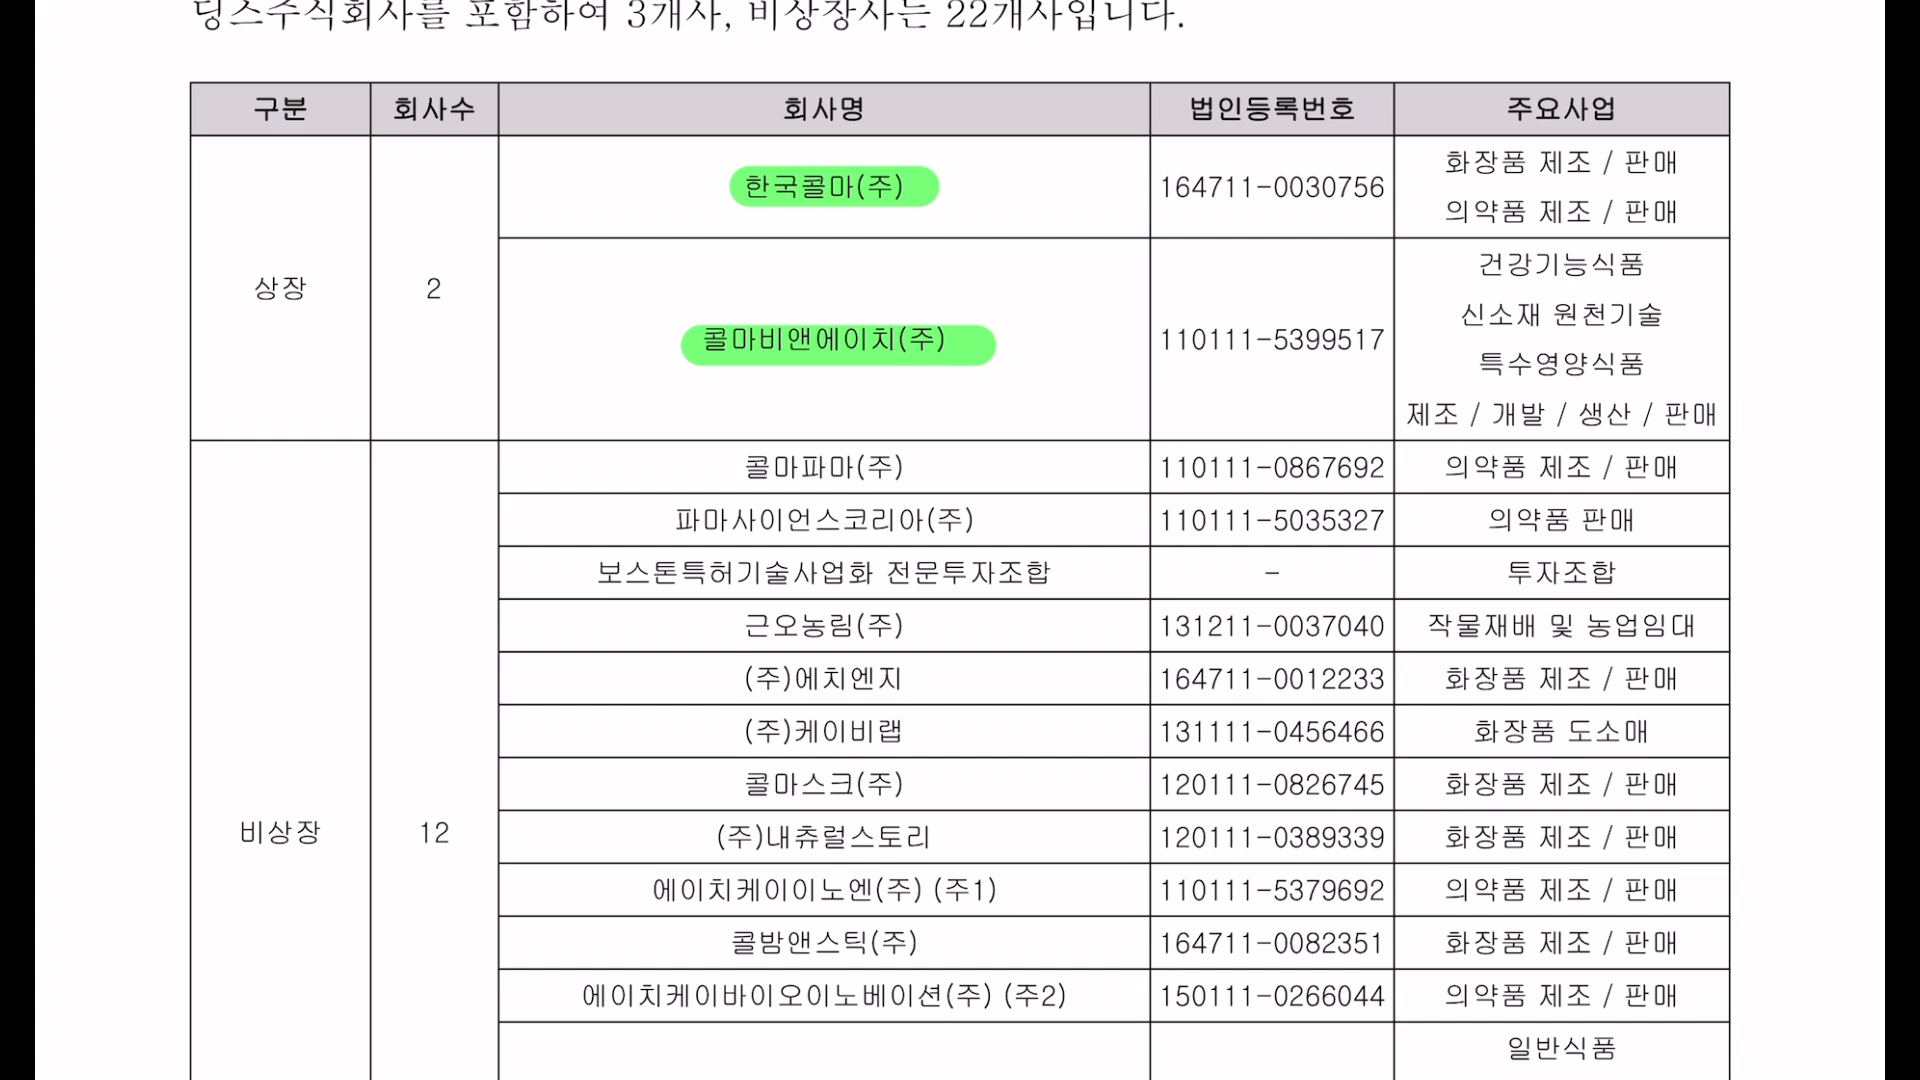 딩스주식회사를 포함하여 3개사, 비상장사는 22개사입니다.
구분 회사수 회사명 법인등록번호 주요사업
상장 2
한국콜마(주) 164711-0030756 화장품 제조 / 판매
의약품 제조 / 판매
콜마비앤에이치(주) 110111-5399517 건강기능식품
신소재 원천기술
특수영양식품
제조 / 개발 / 생산 / 판매
비상장 12
콜마파마(주) 110111-0867692 의약품 제조 / 판매
파마사이언스코리아(주) 110111-5035327 의약품 판매
보스톤특허기술사업화 전문투자조합 - 투자조합
근오농림(주) 131211-0037040 작물재배 및 농업임대
(주)에치엔지 164711-0012233 화장품 제조 / 판매
(주)케이비랩 131111-0456466 화장품 도소매
콜마스크(주) 120111-0826745 화장품 제조 / 판매
(주)내츄럴스토리 120111-0389339 화장품 제조 / 판매
에이치케이이노엔(주) (주1) 110111-5379692 의약품 제조 / 판매
콜밤앤스틱(주) 164711-0082351 화장품 제조 / 판매
에이치케이바이오이노베이션(주) (주2) 150111-0266044 의약품 제조 / 판매
일반식품